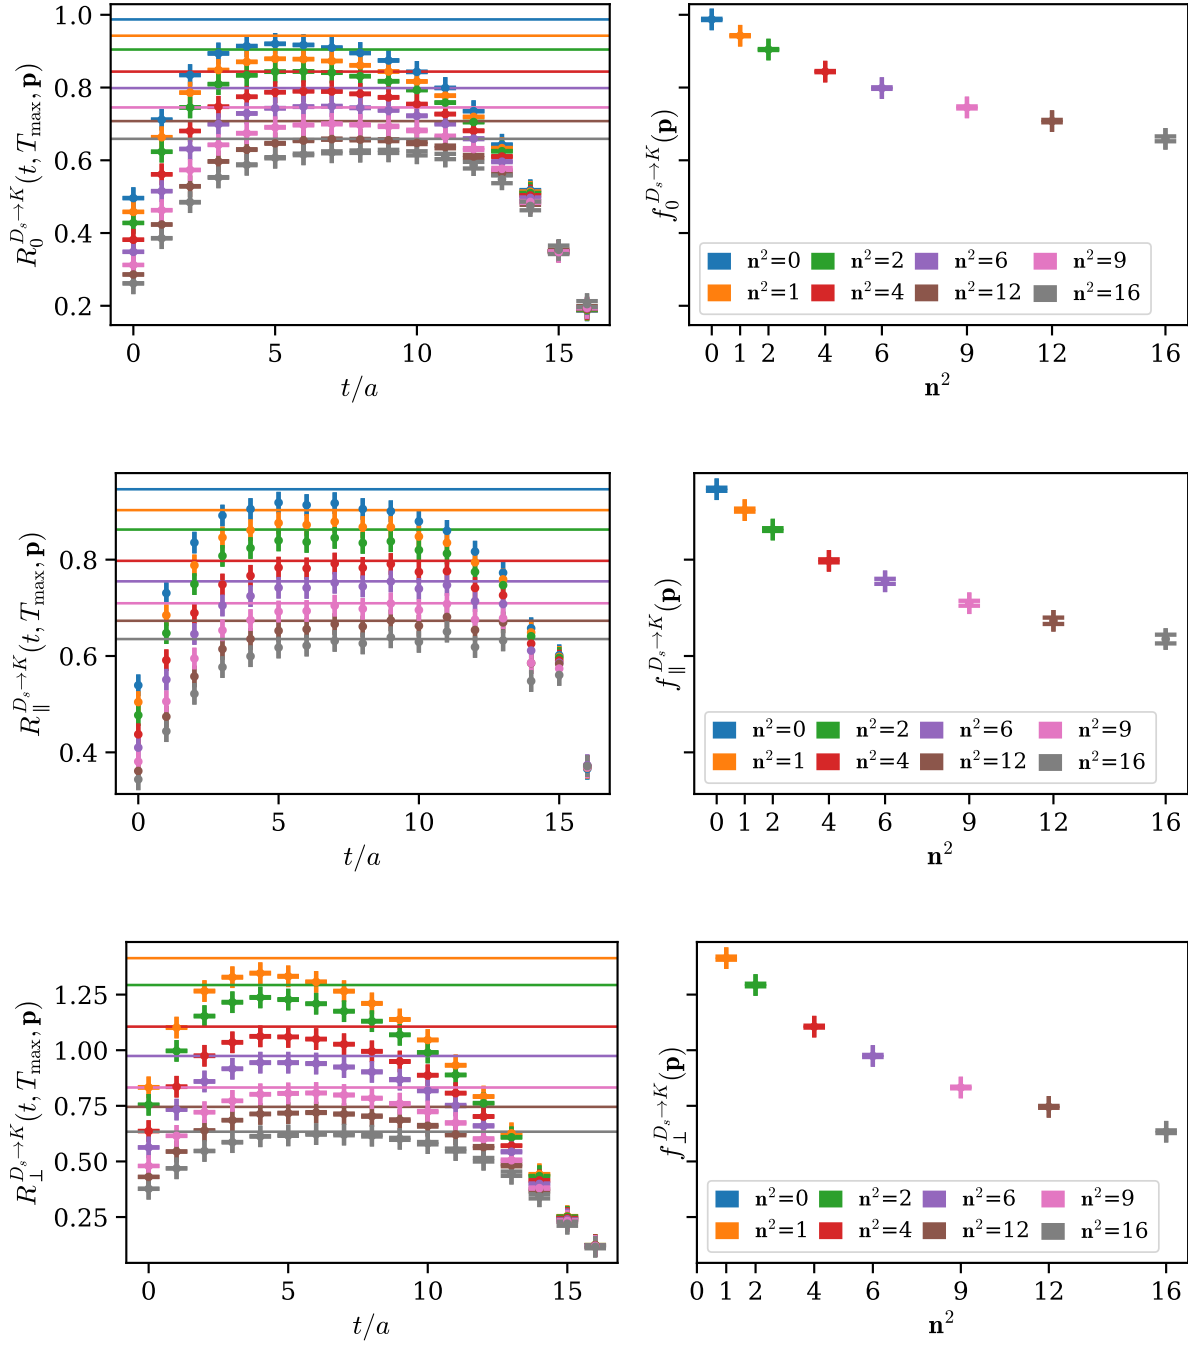 1.0
0.8
0.6
0.4
0.2
R_0^{D_s→K}(t, T_max, p)
0 5 10 15
t/a
f_0^{D_s→K}(p)
n²=0 n²=2 n²=6 n²=9
n²=1 n²=4 n²=12 n²=16
0 1 2 4 6 9 12 16
n²
0.8
0.6
0.4
R_∥^{D_s→K}(t, T_max, p)
0 5 10 15
t/a
f_∥^{D_s→K}(p)
n²=0 n²=2 n²=6 n²=9
n²=1 n²=4 n²=12 n²=16
0 1 2 4 6 9 12 16
n²
1.25
1.00
0.75
0.50
0.25
R_⊥^{D_s→K}(t, T_max, p)
0 5 10 15
t/a
f_⊥^{D_s→K}(p)
n²=0 n²=2 n²=6 n²=9
n²=1 n²=4 n²=12 n²=16
0 1 2 4 6 9 12 16
n²